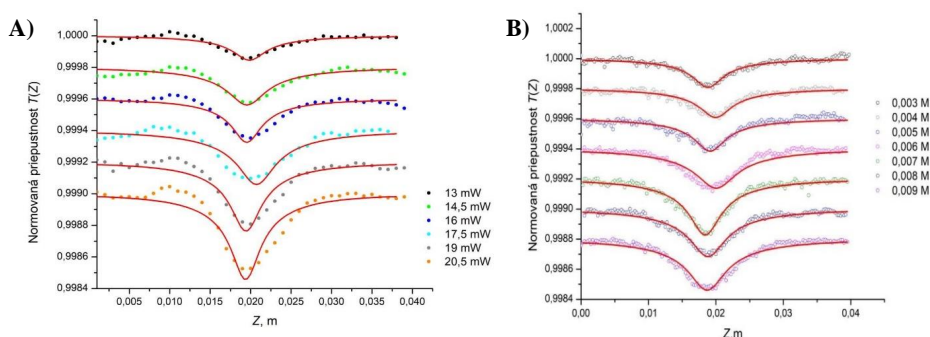 A)
Normovaná priepustnost T(Z)
1,0000
0,9998
0,9996
0,9994
0,9992
0,9990
0,9988
0,9986
0,9984
0,005 0,010 0,015 0,020 0,025 0,030 0,035 0,040
Z, m
13 mW
14,5 mW
16 mW
17,5 mW
19 mW
20,5 mW
B)
Normovaná priepustnost T(Z)
1,0002
1,0000
0,9998
0,9996
0,9994
0,9992
0,9990
0,9988
0,9986
0,9984
0,00 0,01 0,02 0,03 0,04
Z,m
0,003 M
0,004 M
0,005 M
0,006 M
0,007 M
0,008 M
0,009 M